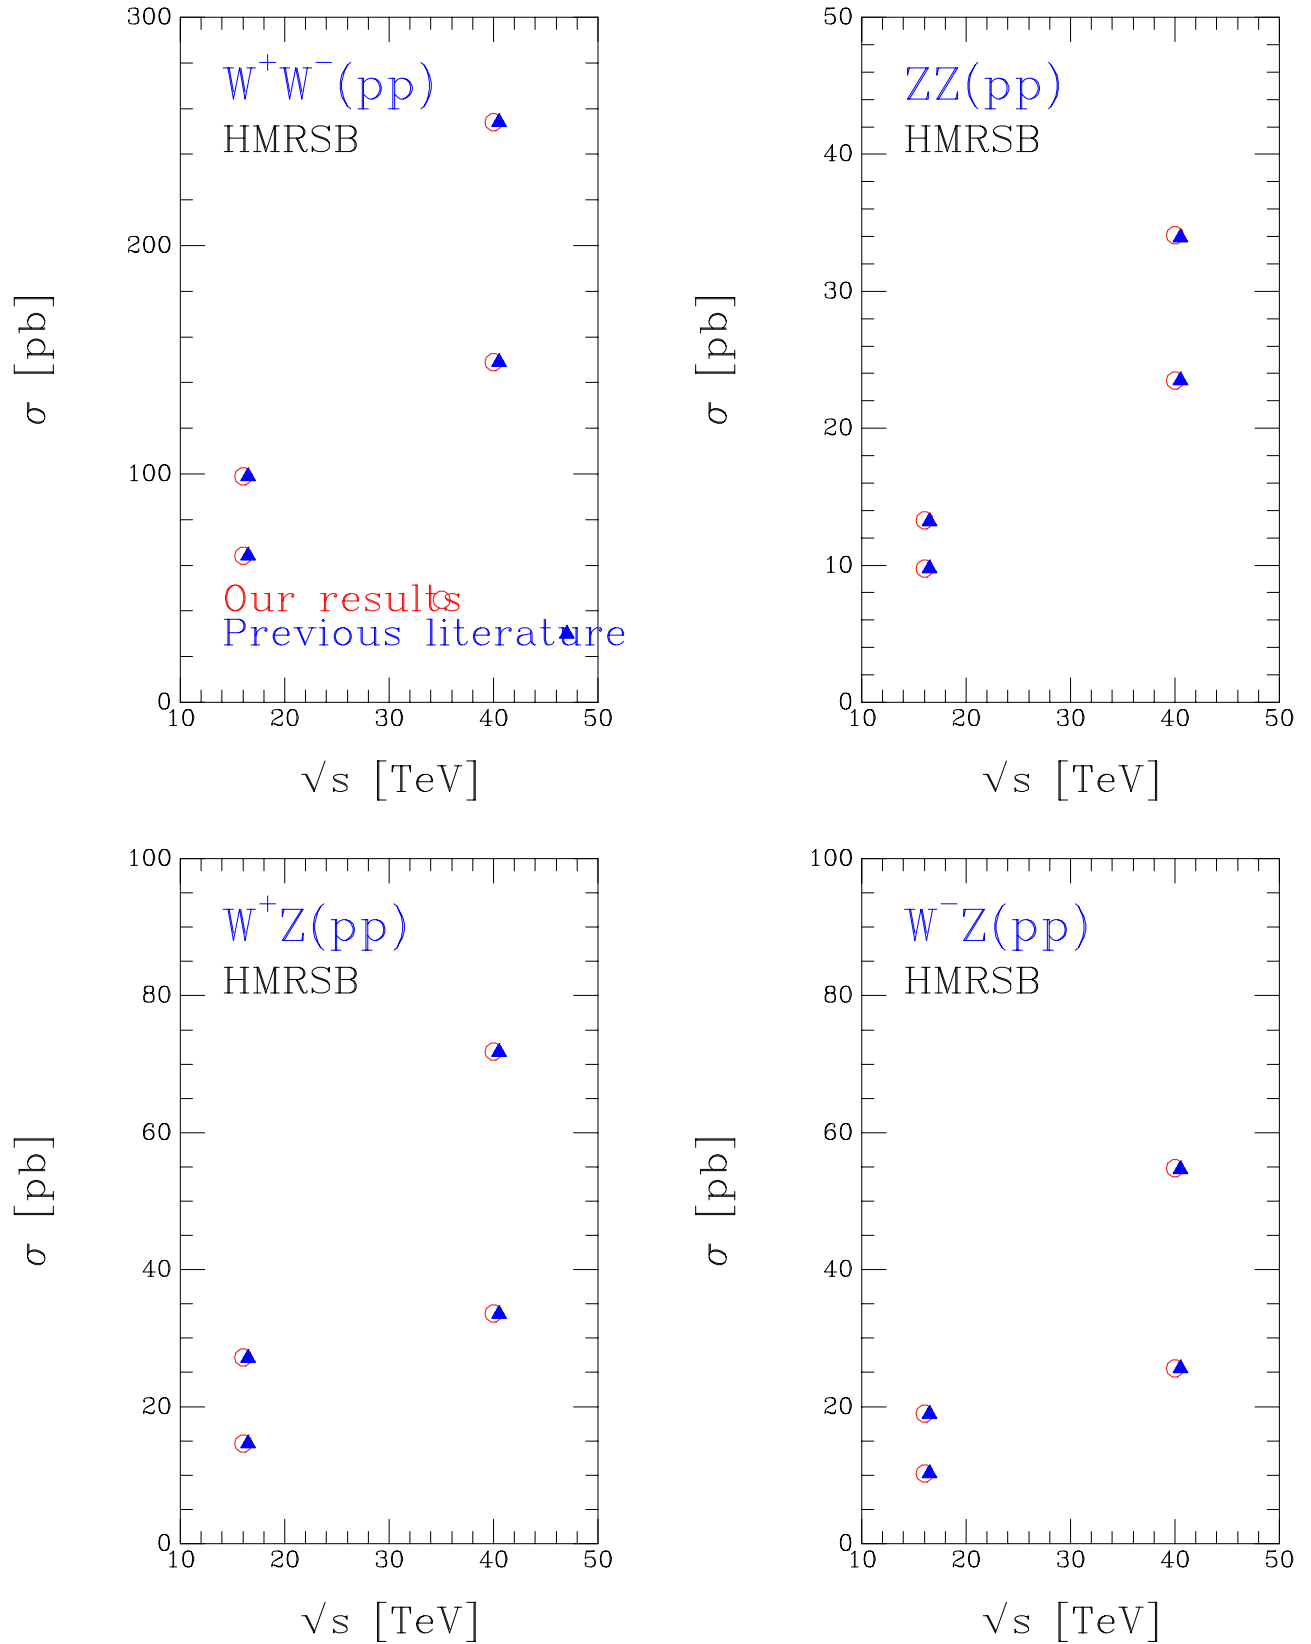 300
200
100
0
σ [pb]
W⁺W⁻(pp)
HMRSB
Our results
Previous literature
10 20 30 40 50
√s [TeV]
50
40
30
20
10
0
σ [pb]
ZZ(pp)
HMRSB
10 20 30 40 50
√s [TeV]
100
80
60
40
20
0
σ [pb]
W⁺Z(pp)
HMRSB
10 20 30 40 50
√s [TeV]
100
80
60
40
20
0
σ [pb]
W⁻Z(pp)
HMRSB
10 20 30 40 50
√s [TeV]